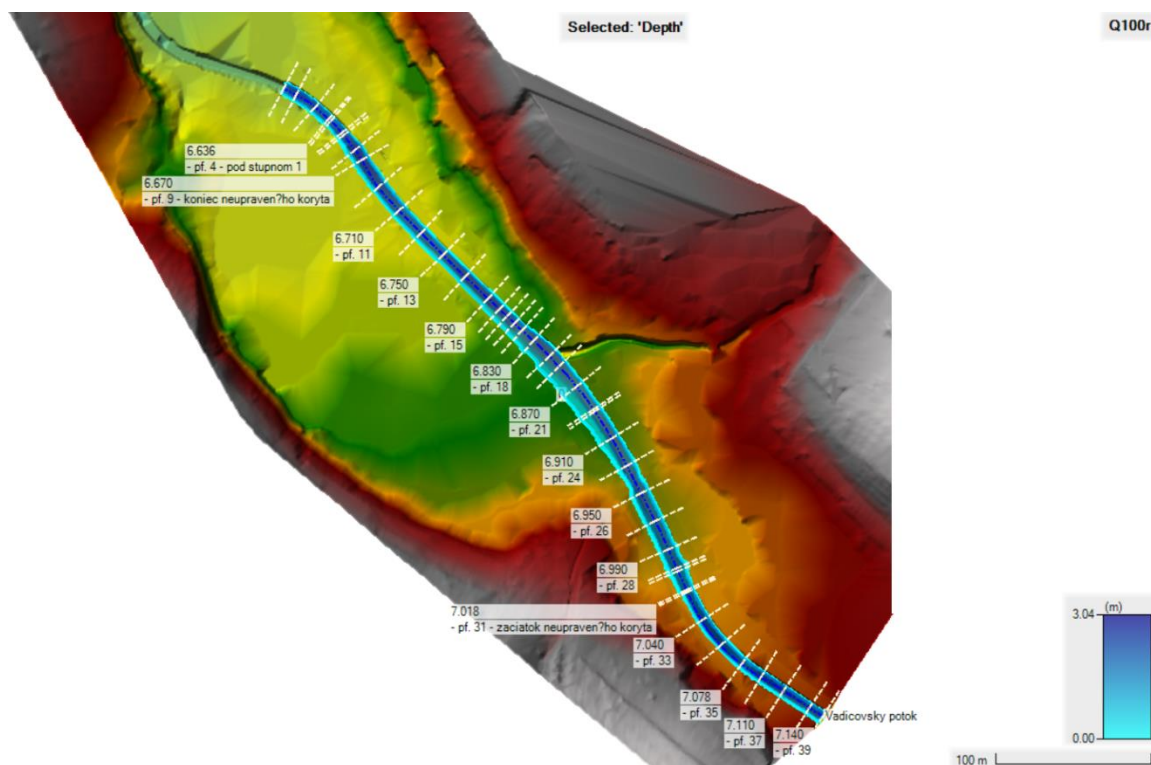 Selected: 'Depth'
Q100r
6.636
- pf. 4 - pod stupnom 1
6.670
- pf. 9 - koniec neupraven?ho koryta
6.710
- pf. 11
6.750
- pf. 13
6.790
- pf. 15
6.830
- pf. 18
6.870
- pf. 21
6.910
- pf. 24
6.950
- pf. 26
6.990
- pf. 28
7.018
- pf. 31 - zaciatok neupraven?ho koryta
7.040
- pf. 33
7.078
- pf. 35
7.110
- pf. 37
7.140
- pf. 39
Vadicovsky potok
(m)
3.04
0.00
100 m